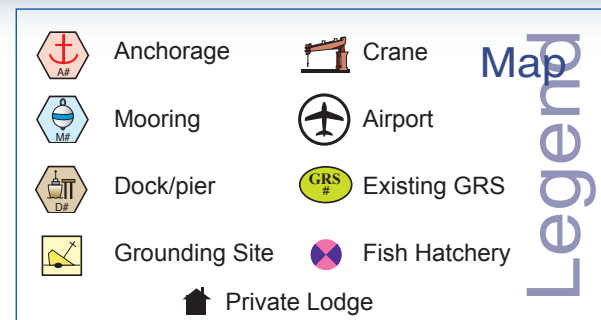 Map
Legend
A#
Anchorage
Crane
M#
Mooring
Airport
D#
Dock/pier
GRS
#
Existing GRS
Grounding Site
Fish Hatchery
Private Lodge